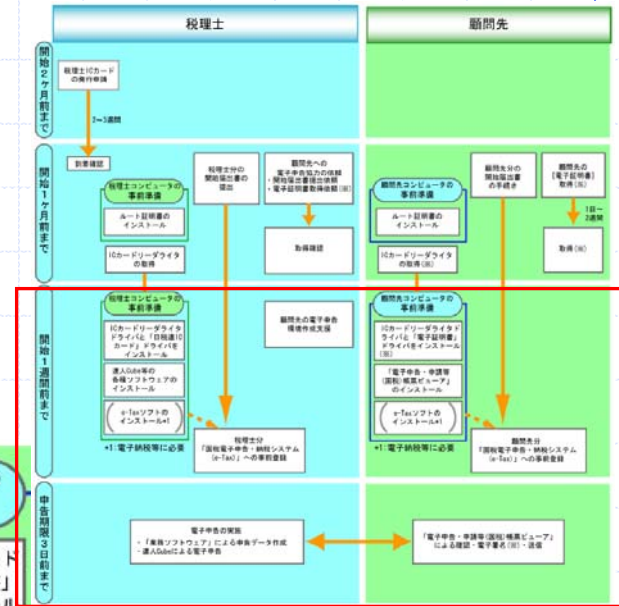 税理士
顧問先
開始2ヶ月前まで
税理士ICカード
の発行申請
2～3週間
開始1ヶ月前まで
到着確認
税理士コンピュータの
事前準備
ルート証明書の
インストール
ICカードリーダライタ
の取得
税理士分の
開始届出書の
提出
顧問先への
電子申告協力の依頼
・開始届出書提出依頼
・電子証明書取得依頼(※)
取得確認
顧問先コンピュータの
事前準備
ルート証明書の
インストール
ICカードリーダライタ
の取得(※)
顧問先分の
開始届出書
の手続き
顧問先の
【電子証明書】
取得(※)
1日～
2週間
取得(※)
開始1週間前まで
税理士コンピュータの
事前準備
ICカードリーダライタ
ドライバと「日税連IC
カード」ドライバを
インストール
達人Cube等の
各種ソフトウェアの
インストール
e-Taxソフトの
インストール*1
*1:電子納税等に必要
税理士分
「国税電子申告・納税システム
(e-Tax)」への事前登録
顧問先の電子申告
環境作成支援
顧問先コンピュータの
事前準備
ICカードリーダライタド
ライバと「電子証明書」
ドライバをインストール
(※)
「電子申告・申請等
(国税)帳票ビューア」
のインストール
e-Taxソフトの
インストール*1
*1:電子納税等に必要
顧問先分
「国税電子申告・納税システム
(e-Tax)」への事前登録
申告期限3日前まで
電子申告の実施
・「業務ソフトウェア」による申告データ作成
・達人Cubeによる電子申告
「電子申告・申請等(国税)帳票ビューア」
による確認・電子署名(※)・送信
ド
」
ル